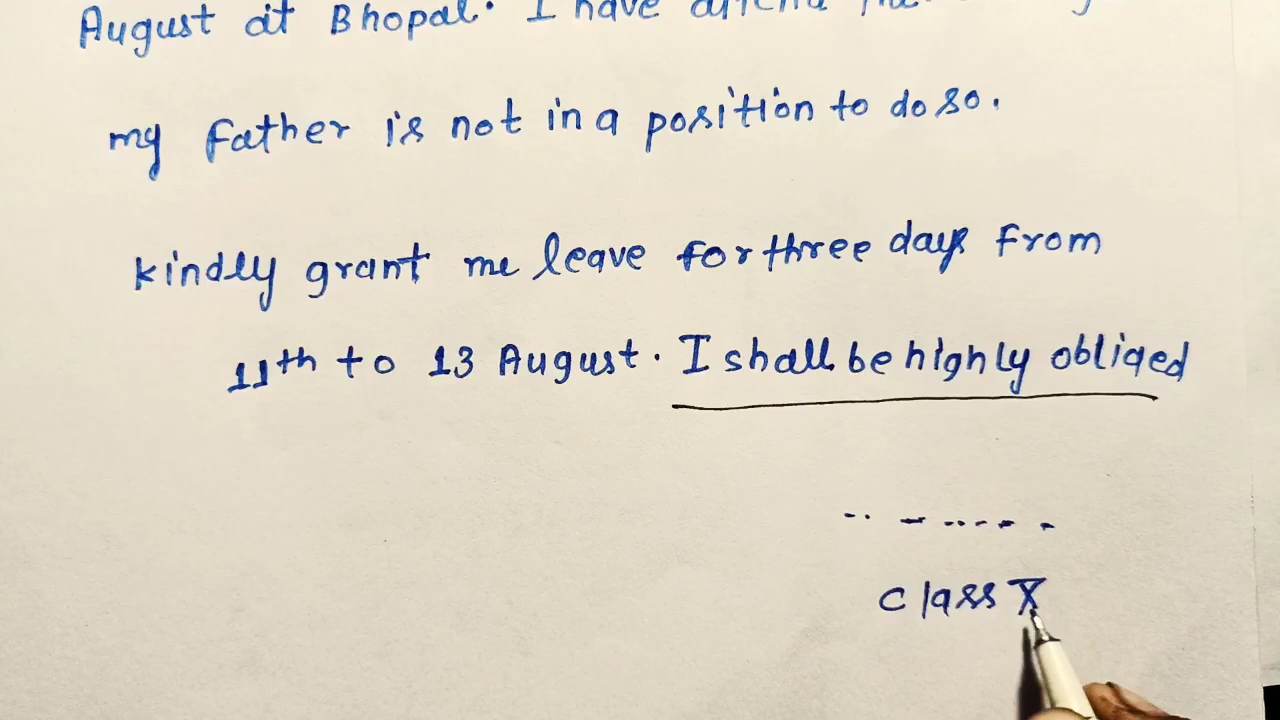 August at Bhopal. I have
my Father is not in a position to do so.
kindly grant me leave for three days From
11th to 13 August. I shall be highly obliged
class X